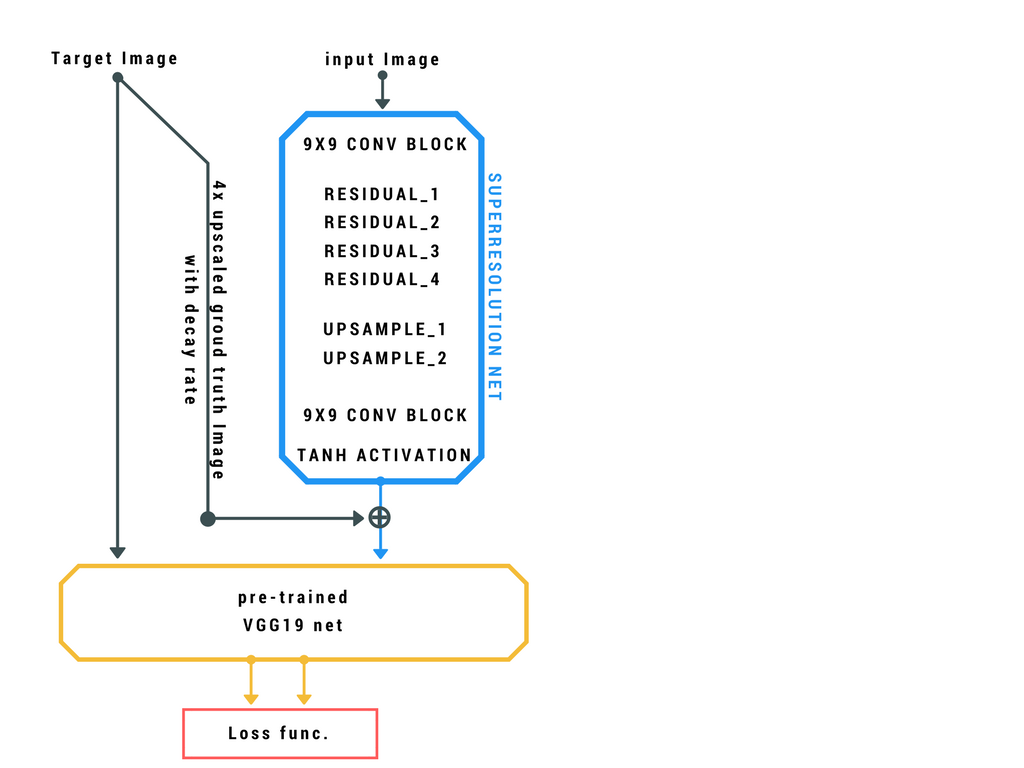 Target Image
input Image
9X9 CONV BLOCK
RESIDUAL_1
RESIDUAL_2
RESIDUAL_3
RESIDUAL_4
UPSAMPLE_1
UPSAMPLE_2
9X9 CONV BLOCK
TANH ACTIVATION
SUPERRESOLUTION NET
4x upscaled groud truth Image
with decay rate
pre-trained
VGG19 net
Loss func.